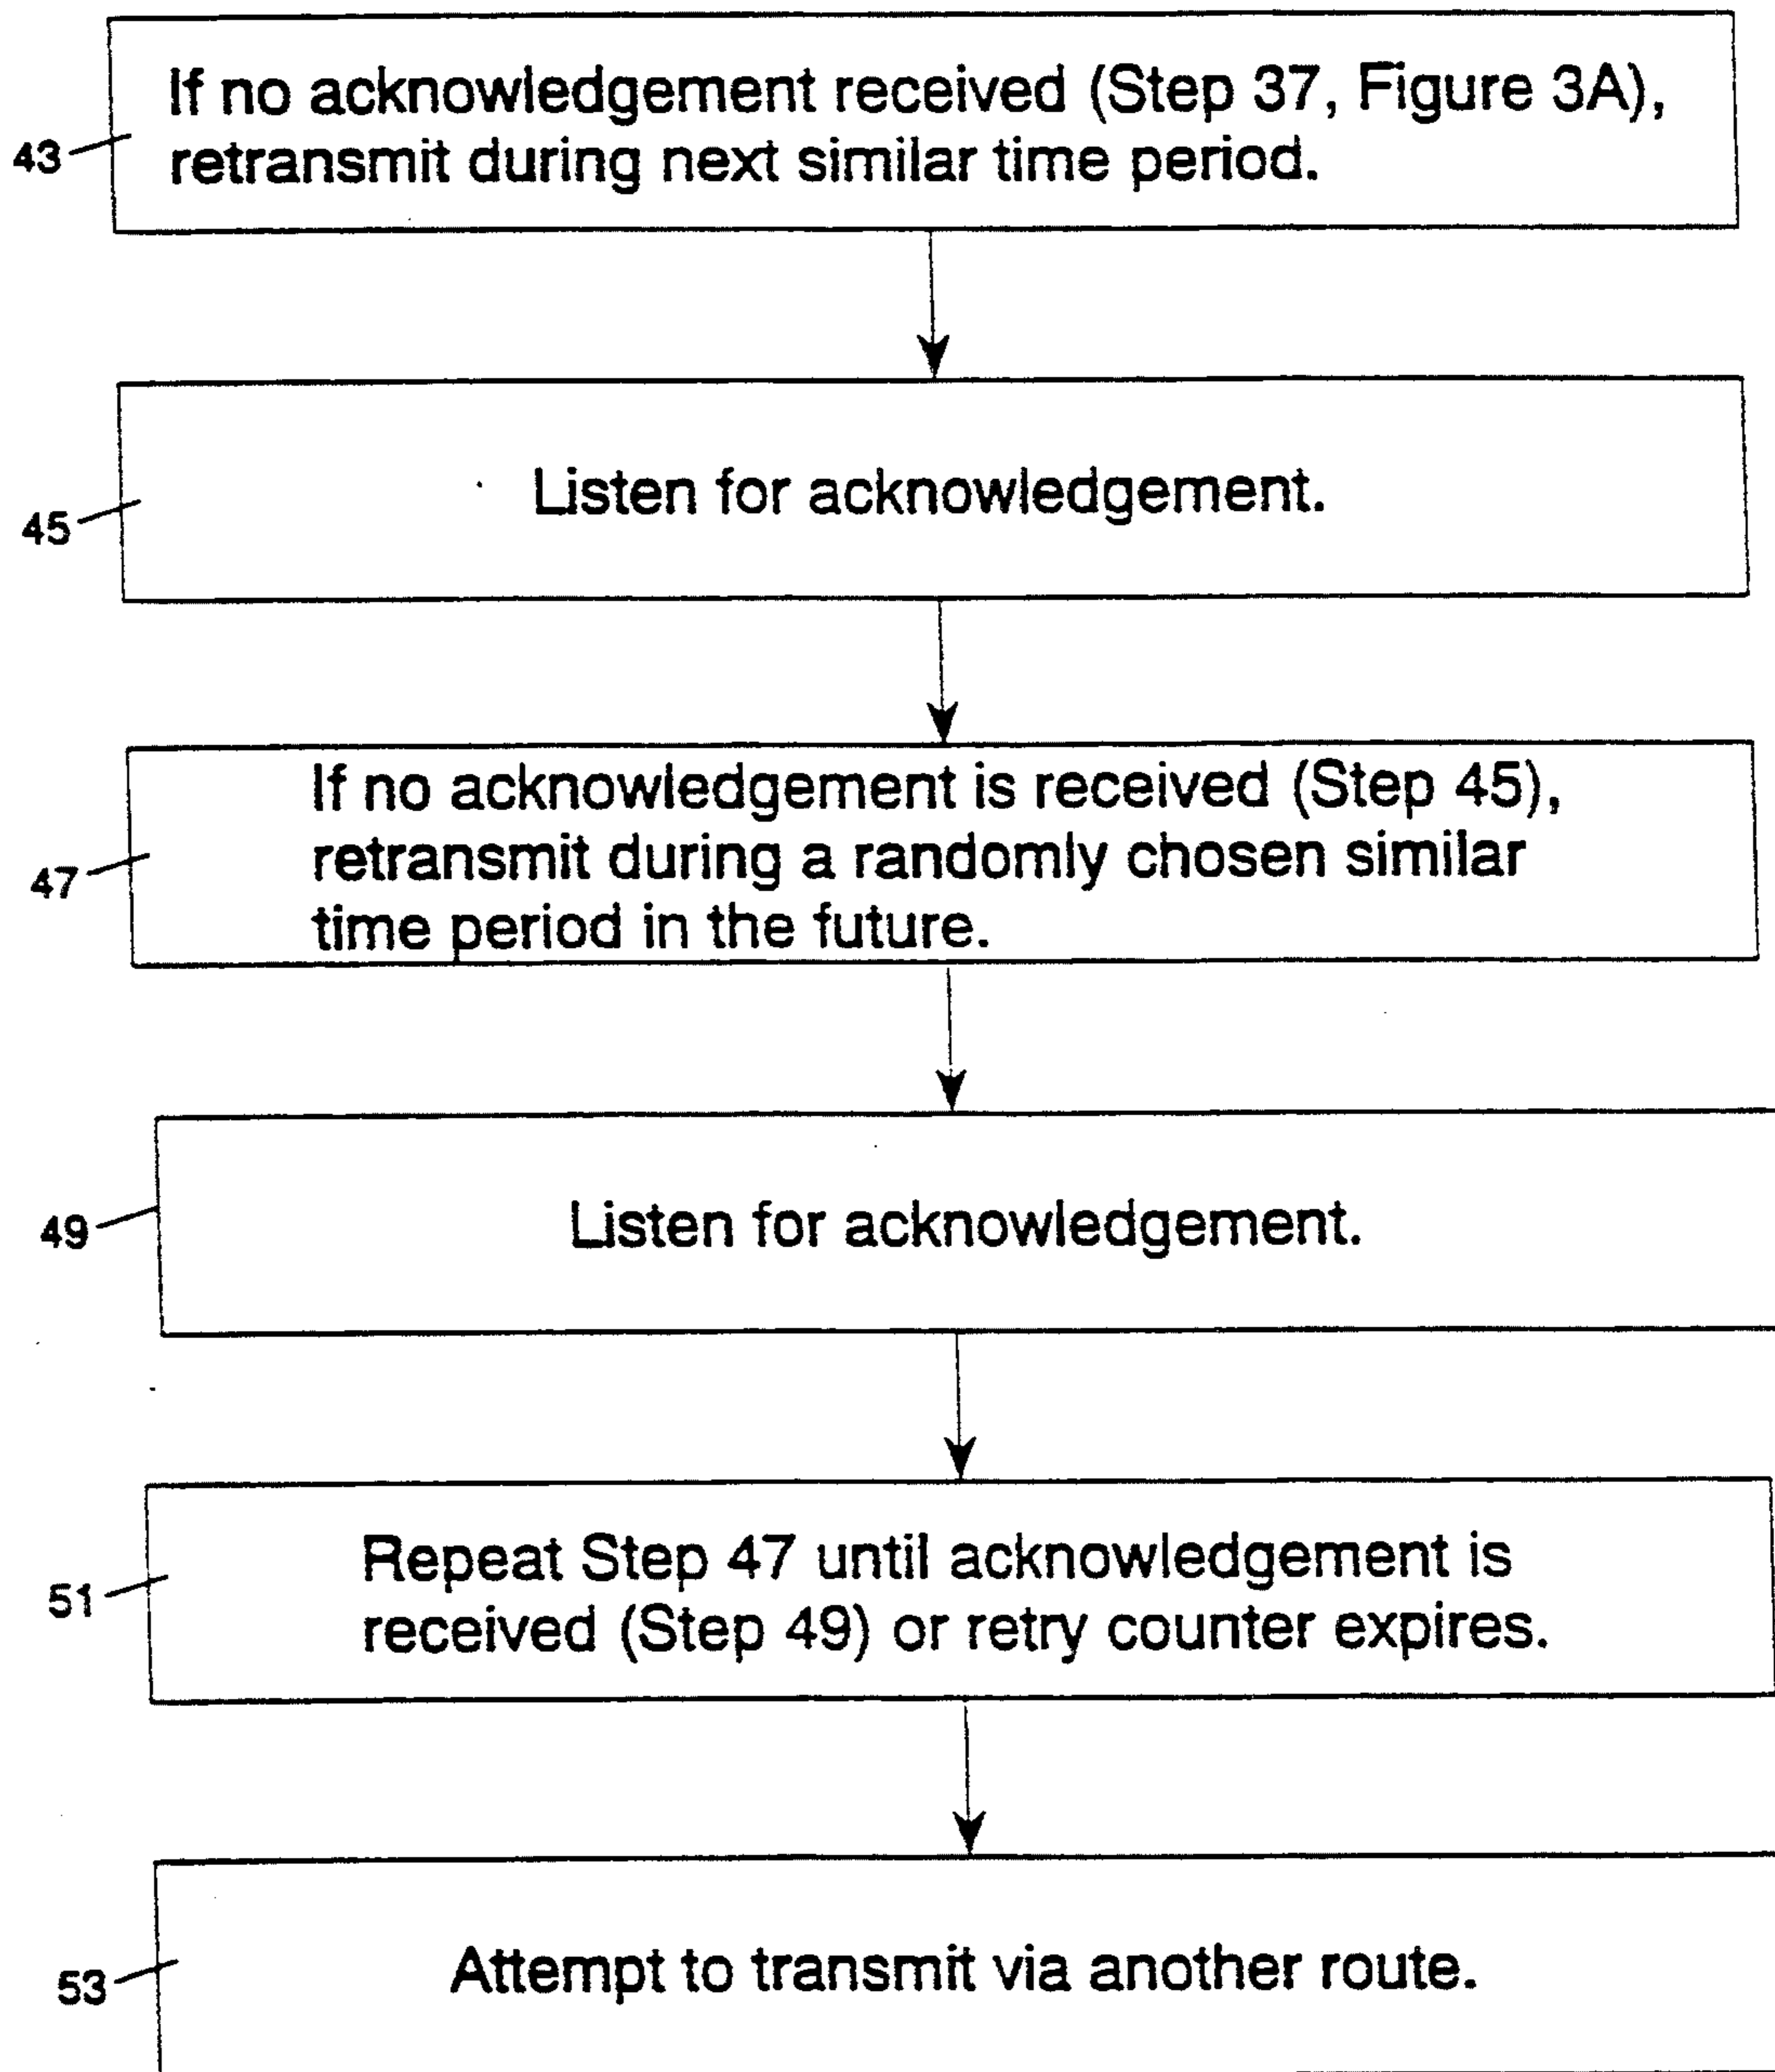 If no acknowledgement received (Step 37, Figure 3A),
retransmit during next similar time period.
43
Listen for acknowledgement.
45
If no acknowledgement is received (Step 45),
retransmit during a randomly chosen similar
time period in the future.
47
Listen for acknowledgement.
49
Repeat Step 47 until acknowledgement is
received (Step 49) or retry counter expires.
51
Attempt to transmit via another route.
53